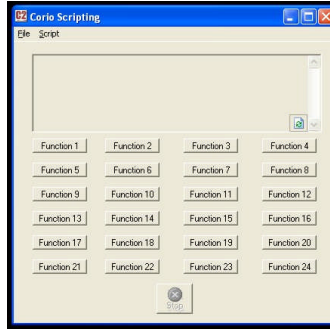 C2 Corio Scripting
File Script
Function 1 Function 2 Function 3 Function 4
Function 5 Function 6 Function 7 Function 8
Function 9 Function 10 Function 11 Function 12
Function 13 Function 14 Function 15 Function 16
Function 17 Function 18 Function 19 Function 20
Function 21 Function 22 Function 23 Function 24
Stop